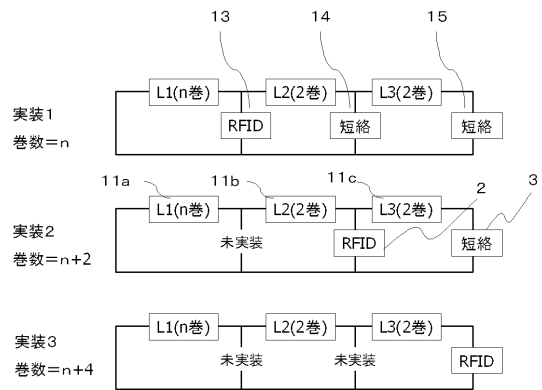 13 14 15
L1(n巻) L2(2巻) L3(2巻)
実装1
巻数＝n
RFID 短絡 短絡
11a 11b 11c 2 3
L1(n巻) L2(2巻) L3(2巻)
実装2
巻数＝n+2
未実装 RFID 短絡
L1(n巻) L2(2巻) L3(2巻)
実装3
巻数＝n+4
未実装 未実装 RFID